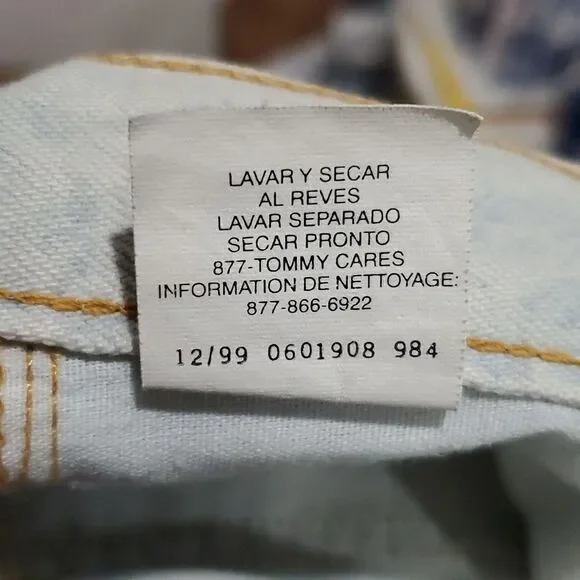 LAVAR Y SECAR
AL REVES
LAVAR SEPARADO
SECAR PRONTO
877-TOMMY CARES
INFORMATION DE NETTOYAGE:
877-866-6922
12/99 0601908 984